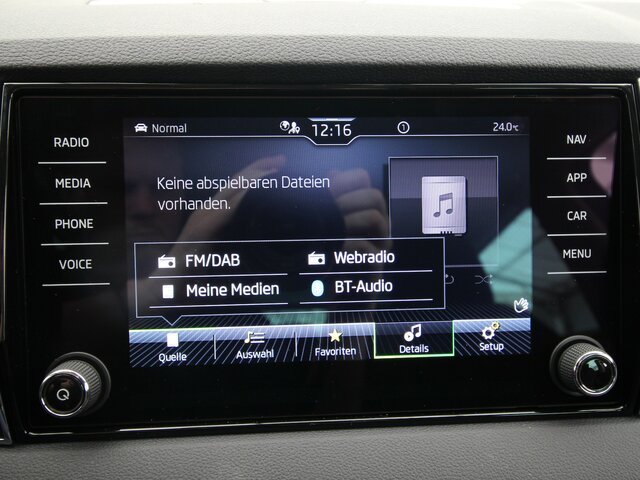 RADIO
MEDIA
PHONE
VOICE
Normal
12:16
1
24.0°C
Keine abspielbaren Dateien
vorhanden.
FM/DAB
Webradio
Meine Medien
BT-Audio
Quelle
Auswahl
Favoriten
Details
Setup
NAV
APP
CAR
MENU